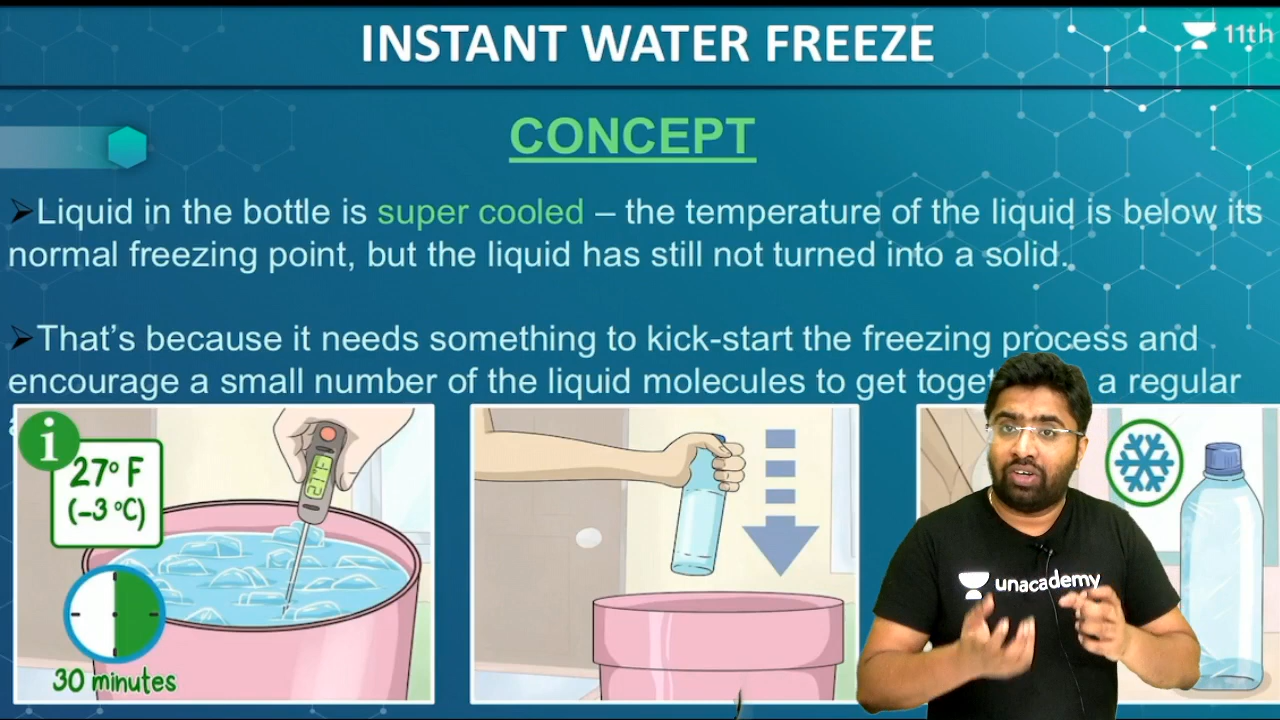 INSTANT WATER FREEZE
11th
CONCEPT
➢Liquid in the bottle is super cooled – the temperature of the liquid is below its
normal freezing point, but the liquid has still not turned into a solid.
➢That's because it needs something to kick-start the freezing process and
encourage a small number of the liquid molecules to get a regular
i
27° F
(-3 °C)
30 minutes
unacademy